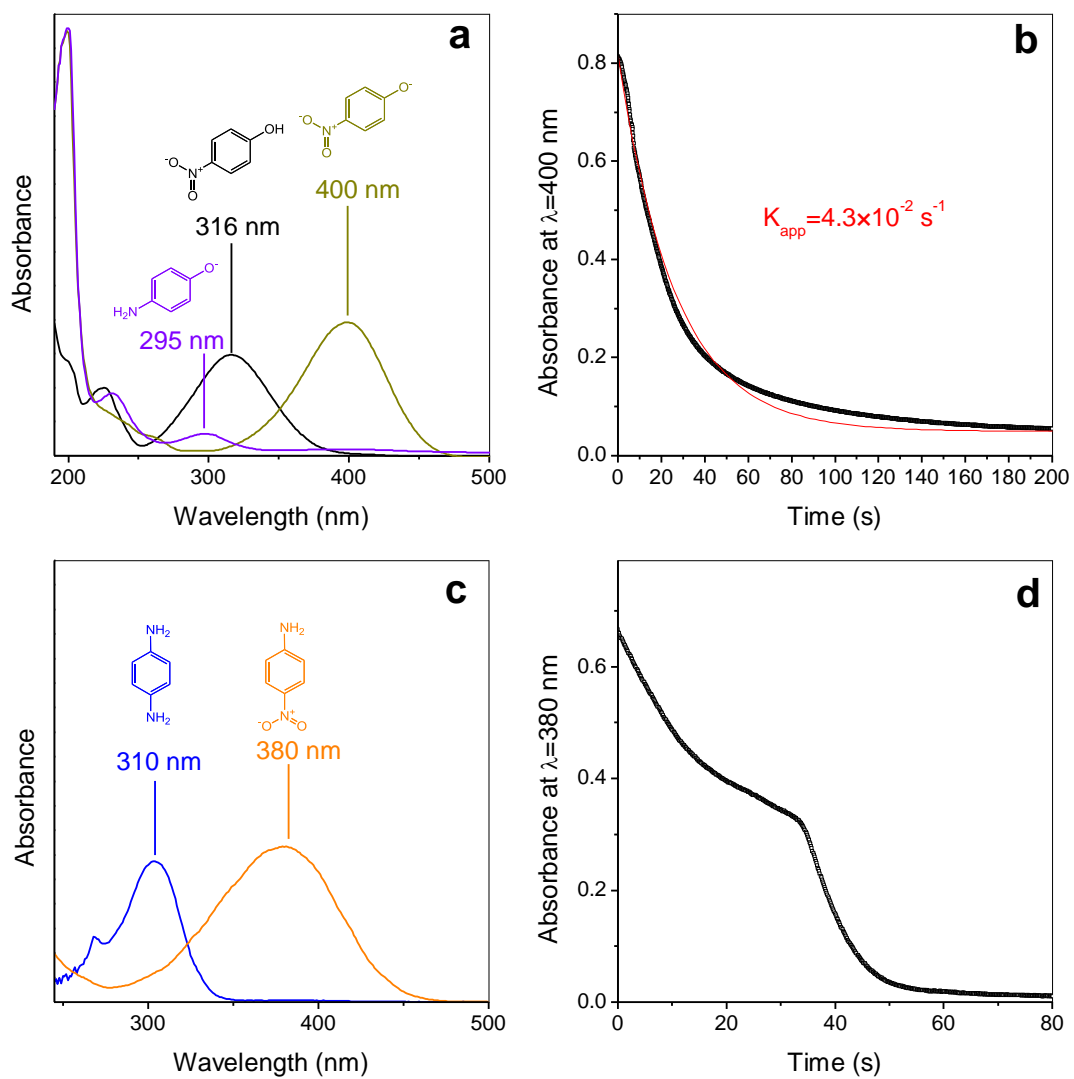 a
-O N+ O OH
-O N+ O O-
400 nm
316 nm
H2N O-
295 nm
Absorbance
200 300 400 500
Wavelength (nm)
b
0.8
0.6
0.4
0.2
0.0
Kapp=4.3×10-2 s-1
Absorbance at λ=400 nm
0 20 40 60 80 100 120 140 160 180 200
Time (s)
c
NH2 NH2
NH2 -O N+ O
310 nm
380 nm
Absorbance
300 400 500
Wavelength (nm)
d
0.6
0.4
0.2
0.0
Absorbance at λ=380 nm
0 20 40 60 80
Time (s)